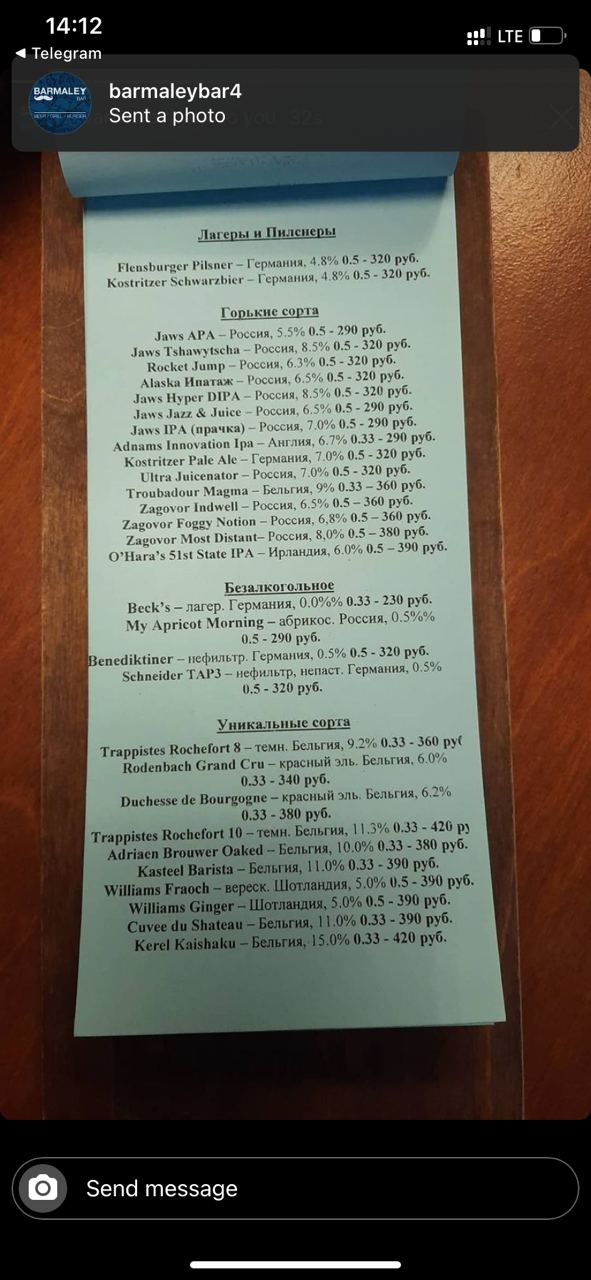 14:12
LTE
◀ Telegram
BARMALEY
BAR
BEER / GRILL / BURGER
barmaleybar4
Sent a photo
32s
Лагеры и Пилснеры
Flensburger Pilsner – Германия, 4.8% 0.5 - 320 руб.
Kostritzer Schwarzbier – Германия, 4.8% 0.5 - 320 руб.
Горькие сорта
Jaws APA – Россия, 5.5% 0.5 - 290 руб.
Jaws Tshawytscha – Россия, 8.5% 0.5 - 320 руб.
Rocket Jump – Россия, 6.3% 0.5 - 320 руб.
Alaska Ипатаж – Россия, 6.5% 0.5 - 320 руб.
Jaws Hyper DIPA – Россия, 8.5% 0.5 - 320 руб.
Jaws Jazz & Juice – Россия, 6.5% 0.5 - 290 руб.
Jaws IPA (прачка) – Россия, 7.0% 0.5 - 290 руб.
Adnams Innovation Ipa – Англия, 6.7% 0.33 - 290 руб.
Kostritzer Pale Ale – Германия, 7.0% 0.5 - 320 руб.
Ultra Juicenator – Россия, 7.0% 0.5 - 320 руб.
Troubadour Magma – Бельгия, 9% 0.33 – 360 руб.
Zagovor Indwell – Россия, 6.5% 0.5 – 360 руб.
Zagovor Foggy Notion – Россия, 6,8% 0.5 – 360 руб.
Zagovor Most Distant– Россия, 8,0% 0.5 – 380 руб.
O’Hara’s 51st State IPA – Ирландия, 6.0% 0.5 – 390 руб.
Безалкогольное
Beck’s – лагер. Германия, 0.0%% 0.33 - 230 руб.
My Apricot Morning – абрикос. Россия, 0.5%%
0.5 - 290 руб.
Benediktiner – нефильтр. Германия, 0.5% 0.5 - 320 руб.
Schneider TAP3 – нефильтр, непаст. Германия, 0.5%
0.5 - 320 руб.
Уникальные сорта
Trappistes Rochefort 8 – темн. Бельгия, 9.2% 0.33 - 360 ру
Rodenbach Grand Cru – красный эль. Бельгия, 6.0%
0.33 - 340 руб.
Duchesse de Bourgogne – красный эль. Бельгия, 6.2%
0.33 - 380 руб.
Trappistes Rochefort 10 – темн. Бельгия, 11.3% 0.33 - 420 ру
Adriaen Brouwer Oaked – Бельгия, 10.0% 0.33 - 380 руб.
Kasteel Barista – Бельгия, 11.0% 0.33 - 390 руб.
Williams Fraoch – вереск. Шотландия, 5.0% 0.5 - 390 руб.
Williams Ginger – Шотландия, 5.0% 0.5 - 390 руб.
Cuvee du Shateau – Бельгия, 11.0% 0.33 - 390 руб.
Kerel Kaishaku – Бельгия, 15.0% 0.33 - 420 руб.
Send message